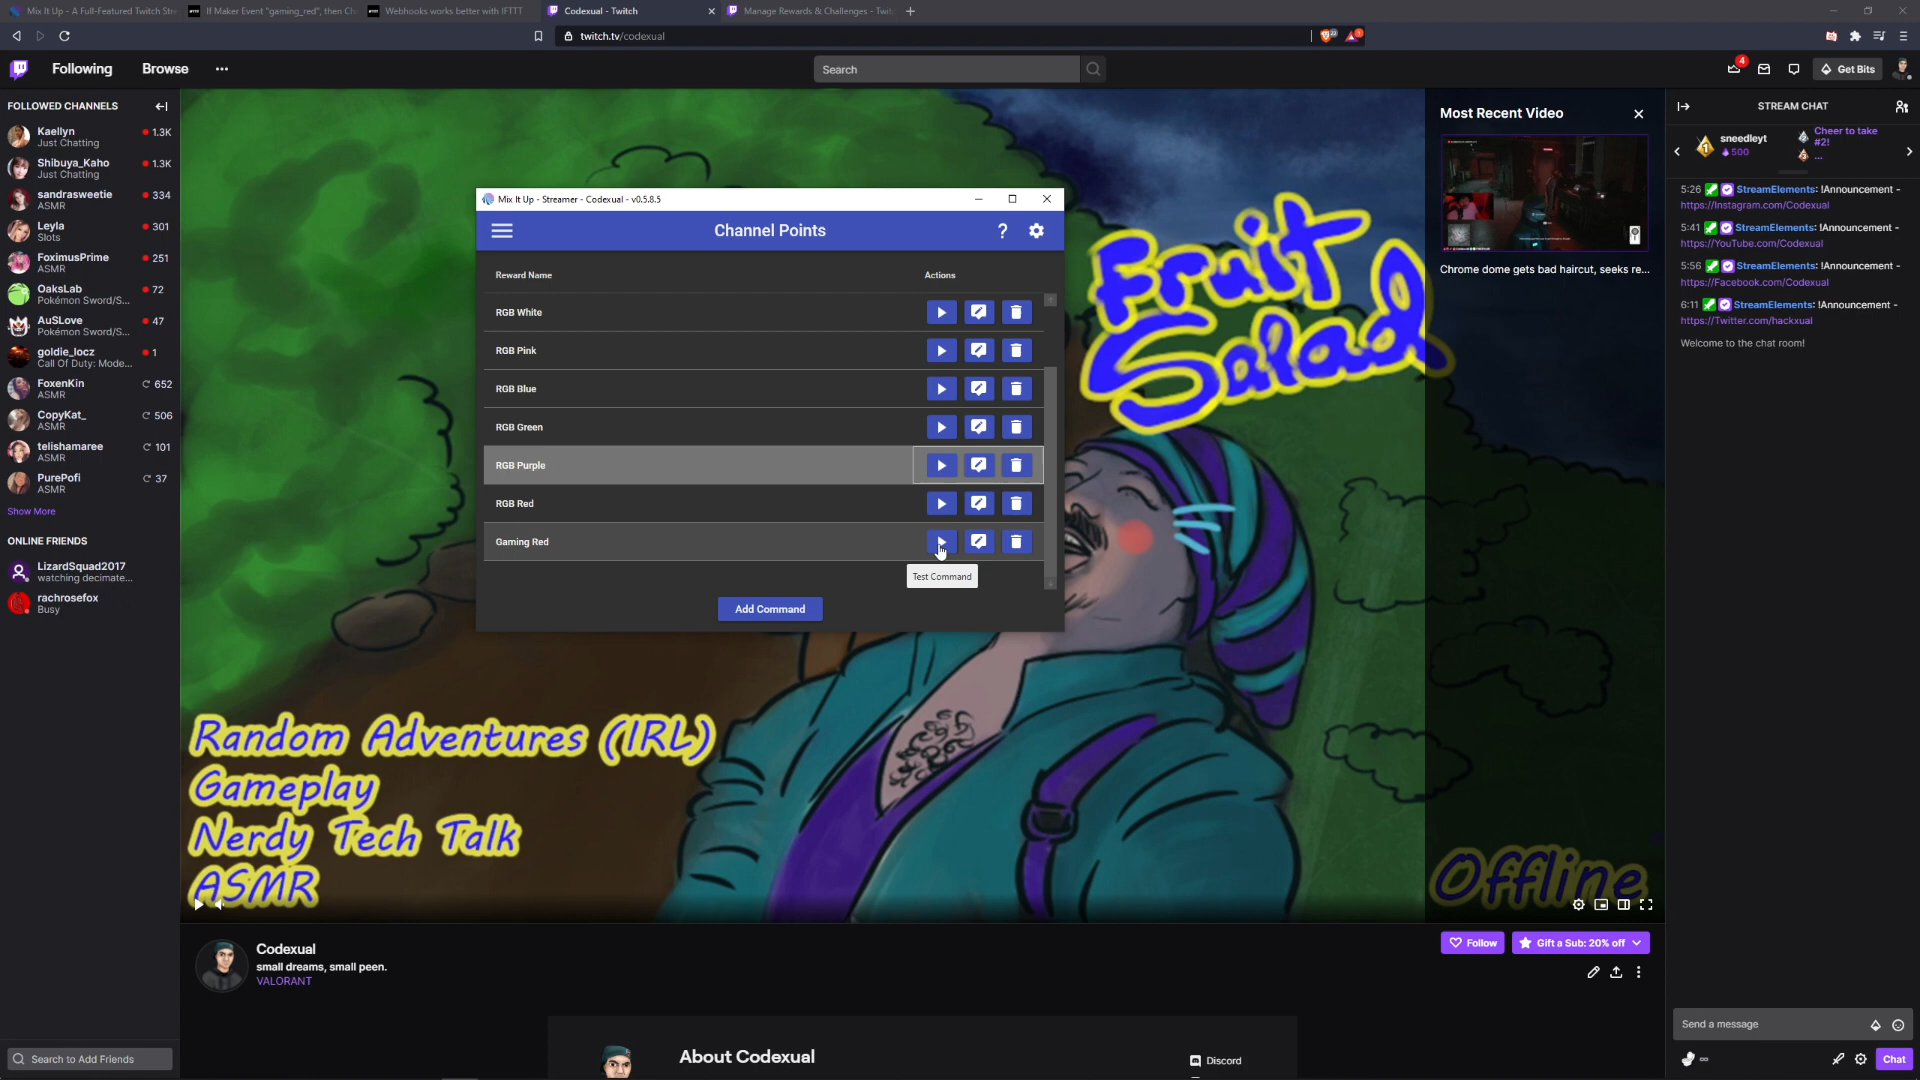 Mix It Up - A Full-Featured Twitch Stre
If Maker Event "gaming_red", then Ch
Webhooks works better with IFTTT
Codexual - Twitch
Manage Rewards & Challenges - Twit
twitch.tv/codexual
Following
Browse
Search
4
Get Bits
FOLLOWED CHANNELS
Kaellyn
1.3K
Just Chatting
Shibuya_Kaho
1.3K
Just Chatting
sandrasweetie
334
ASMR
Leyla
301
Slots
FoximusPrime
251
ASMR
OaksLab
72
Pokémon Sword/S...
AuSLove
47
Pokémon Sword/S...
goldie_locz
1
Call Of Duty: Mode...
FoxenKin
652
ASMR
CopyKat_
506
ASMR
telishamaree
101
ASMR
PurePofi
37
ASMR
Show More
ONLINE FRIENDS
LizardSquad2017
watching decimate...
rachrosefox
Busy
Search to Add Friends
Mix It Up - Streamer - Codexual - v0.5.8.5
Channel Points
Reward Name
Actions
RGB White
RGB Pink
RGB Blue
RGB Green
RGB Purple
RGB Red
Gaming Red
Test Command
Add Command
Fruit
Salad
Random Adventures (IRL)
Gameplay
Nerdy Tech Talk
ASMR
Offline
Most Recent Video
Chrome dome gets bad haircut, seeks re...
Codexual
small dreams, small peen.
VALORANT
Follow
Gift a Sub: 20% off
About Codexual
Discord
STREAM CHAT
1
sneedleyt
500
Cheer to take
#2!
...
5:26 StreamElements: !Announcement -
https://Instagram.com/Codexual
5:41 StreamElements: !Announcement -
https://YouTube.com/Codexual
5:56 StreamElements: !Announcement -
https://Facebook.com/Codexual
6:11 StreamElements: !Announcement -
https://Twitter.com/hackxual
Welcome to the chat room!
Send a message
Chat